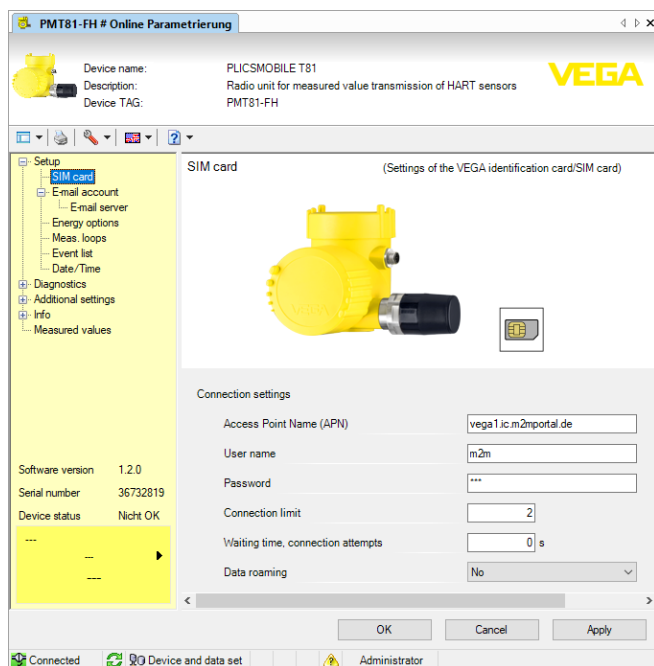 PMT81-FH # Online Parametrierung
Device name: PLICSMOBILE T81
Description: Radio unit for measured value transmission of HART sensors
Device TAG: PMT81-FH
VEGA
Setup
SIM card
E-mail account
E-mail server
Energy options
Meas. loops
Event list
Date/Time
Diagnostics
Additional settings
Info
Measured values
Software version 1.2.0
Serial number 36732819
Device status Nicht OK
---
--
---
SIM card (Settings of the VEGA identification card/SIM card)
VEGA
Connection settings
Access Point Name (APN) vega1.ic.m2mportal.de
User name m2m
Password ***
Connection limit 2
Waiting time, connection attempts 0 s
Data roaming No
OK Cancel Apply
Connected Device and data set Administrator